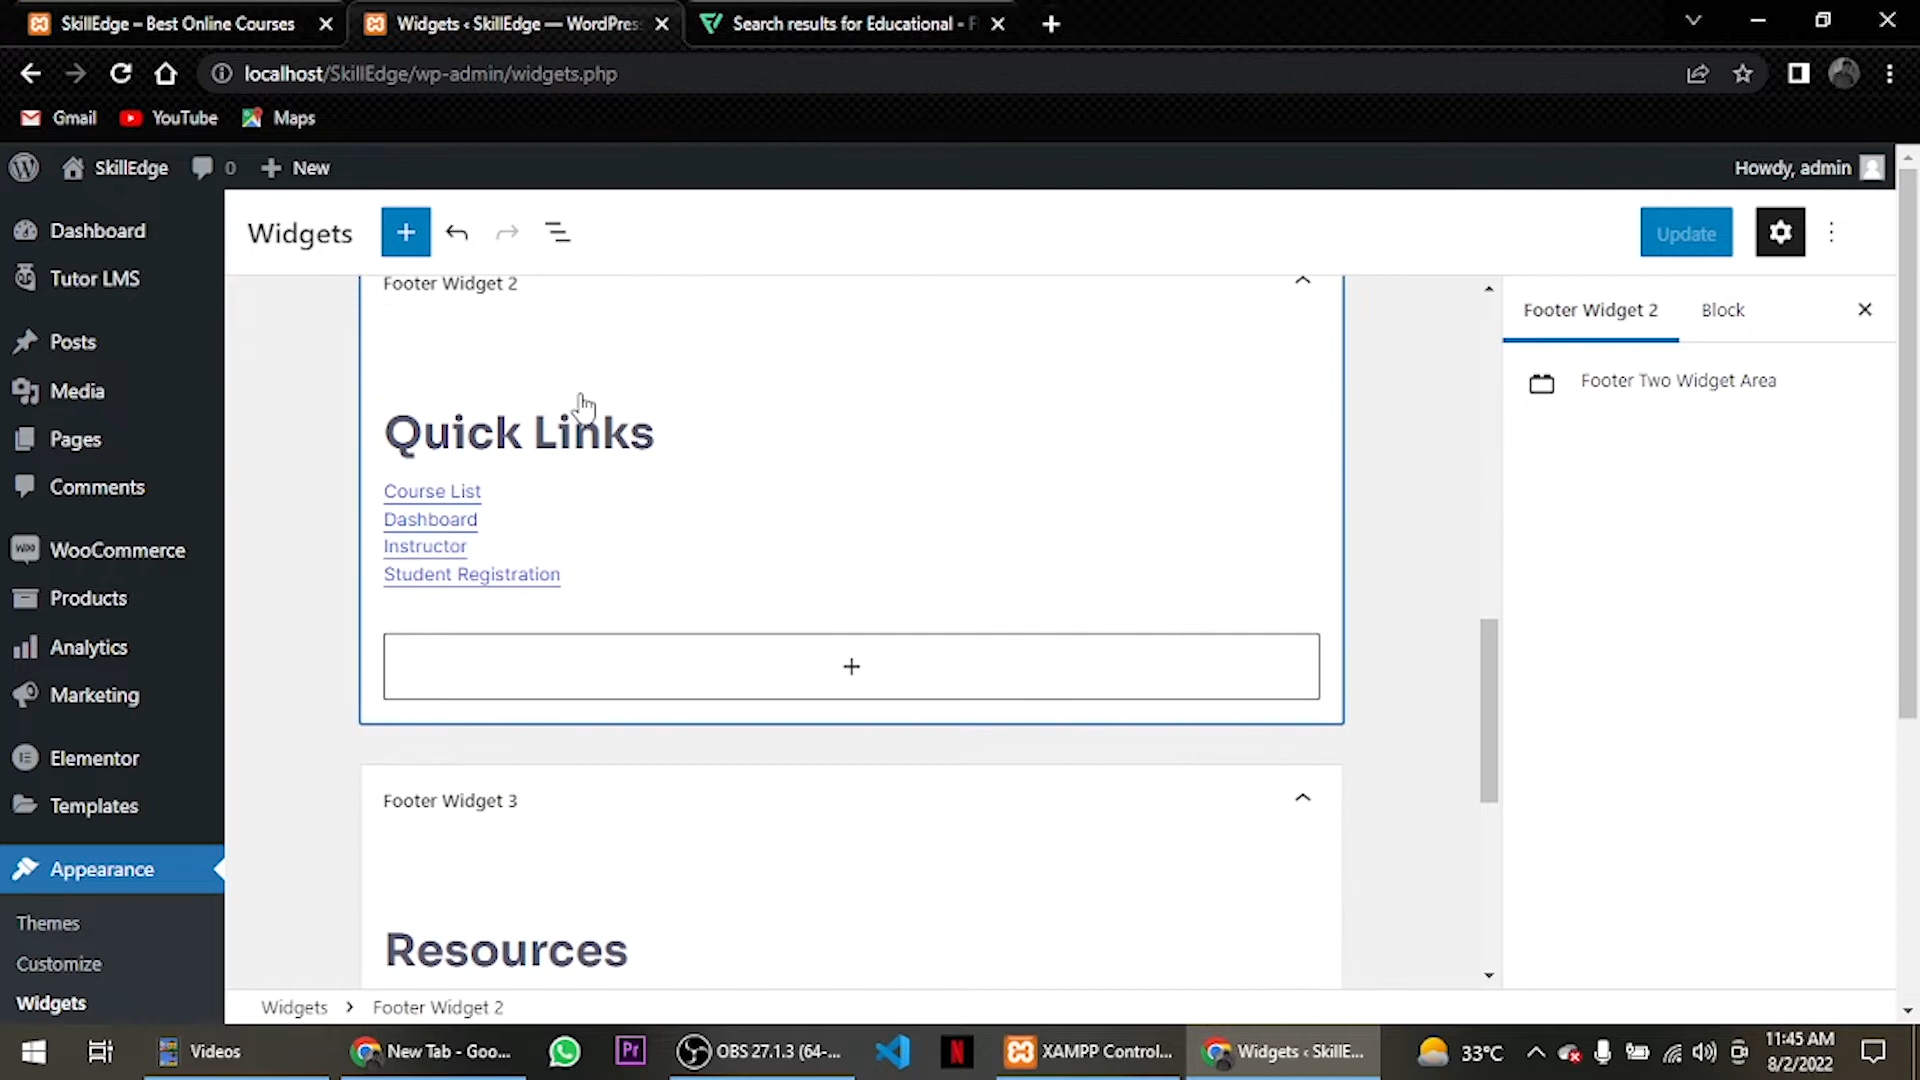 SkillEdge – Best Online Courses
Widgets ‹ SkillEdge — WordPres
Search results for Educational - F
localhost/SkillEdge/wp-admin/widgets.php
Gmail
YouTube
Maps
SkillEdge
0
New
Howdy, admin
Dashboard
Tutor LMS
Posts
Media
Pages
Comments
WooCommerce
Products
Analytics
Marketing
Elementor
Templates
Appearance
Themes
Customize
Widgets
Widgets
Update
Footer Widget 2
Quick Links
Course List
Dashboard
Instructor
Student Registration
Footer Widget 3
Resources
Footer Widget 2
Block
Footer Two Widget Area
Widgets > Footer Widget 2
Videos
New Tab - Goo...
Pr
OBS 27.1.3 (64-...
XAMPP Control...
Widgets ‹ SkillE...
33°C
11:45 AM
8/2/2022